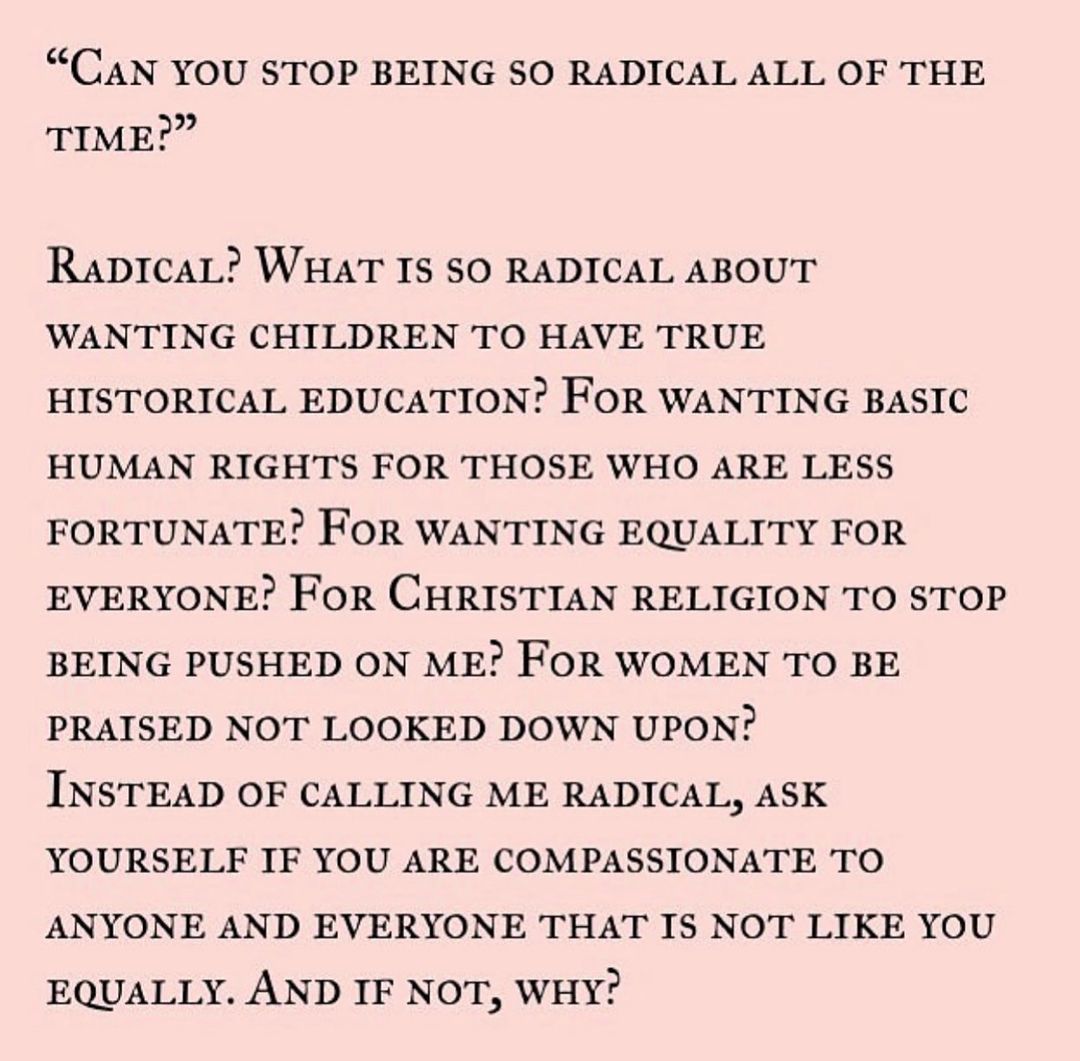 “Can you stop being so radical all of the
time?”
Radical? What is so radical about
wanting children to have true
historical education? For wanting basic
human rights for those who are less
fortunate? For wanting equality for
everyone? For Christian religion to stop
being pushed on me? For women to be
praised not looked down upon?
Instead of calling me radical, ask
yourself if you are compassionate to
anyone and everyone that is not like you
equally. And if not, why?